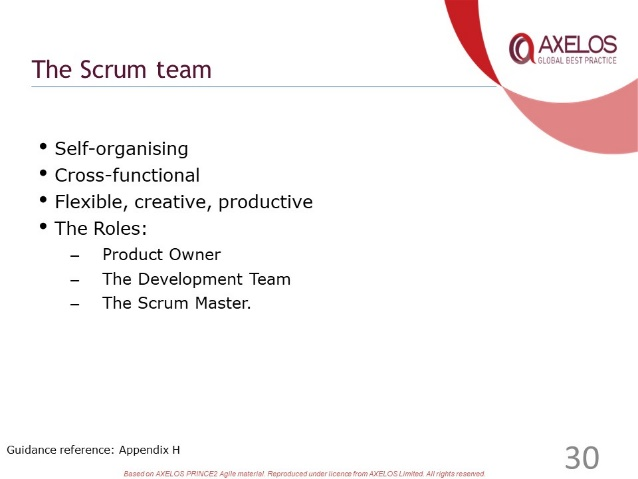 The Scrum team
AXELOS
GLOBAL BEST PRACTICE
• Self-organising
• Cross-functional
• Flexible, creative, productive
• The Roles:
– Product Owner
– The Development Team
– The Scrum Master.
Guidance reference: Appendix H
30
Based on AXELOS PRINCE2 Agile material. Reproduced under licence from AXELOS Limited. All rights reserved